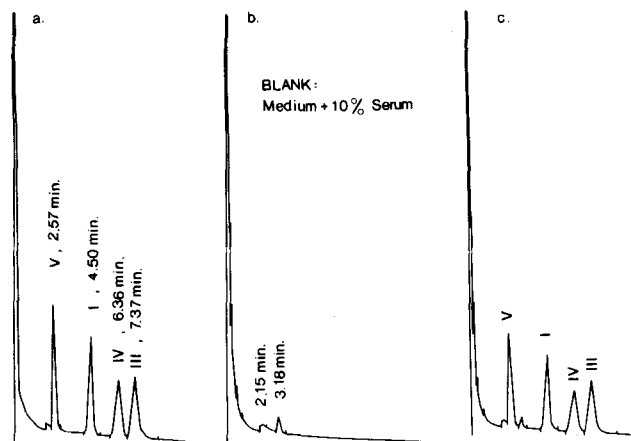 a.
V , 2.57 min.
I , 4.50 min.
IV , 6.36 min.
III , 7.37 min.
b.
BLANK :
Medium + 10% Serum
2.15 min.
3.18 min.
c.
V
I
IV
III